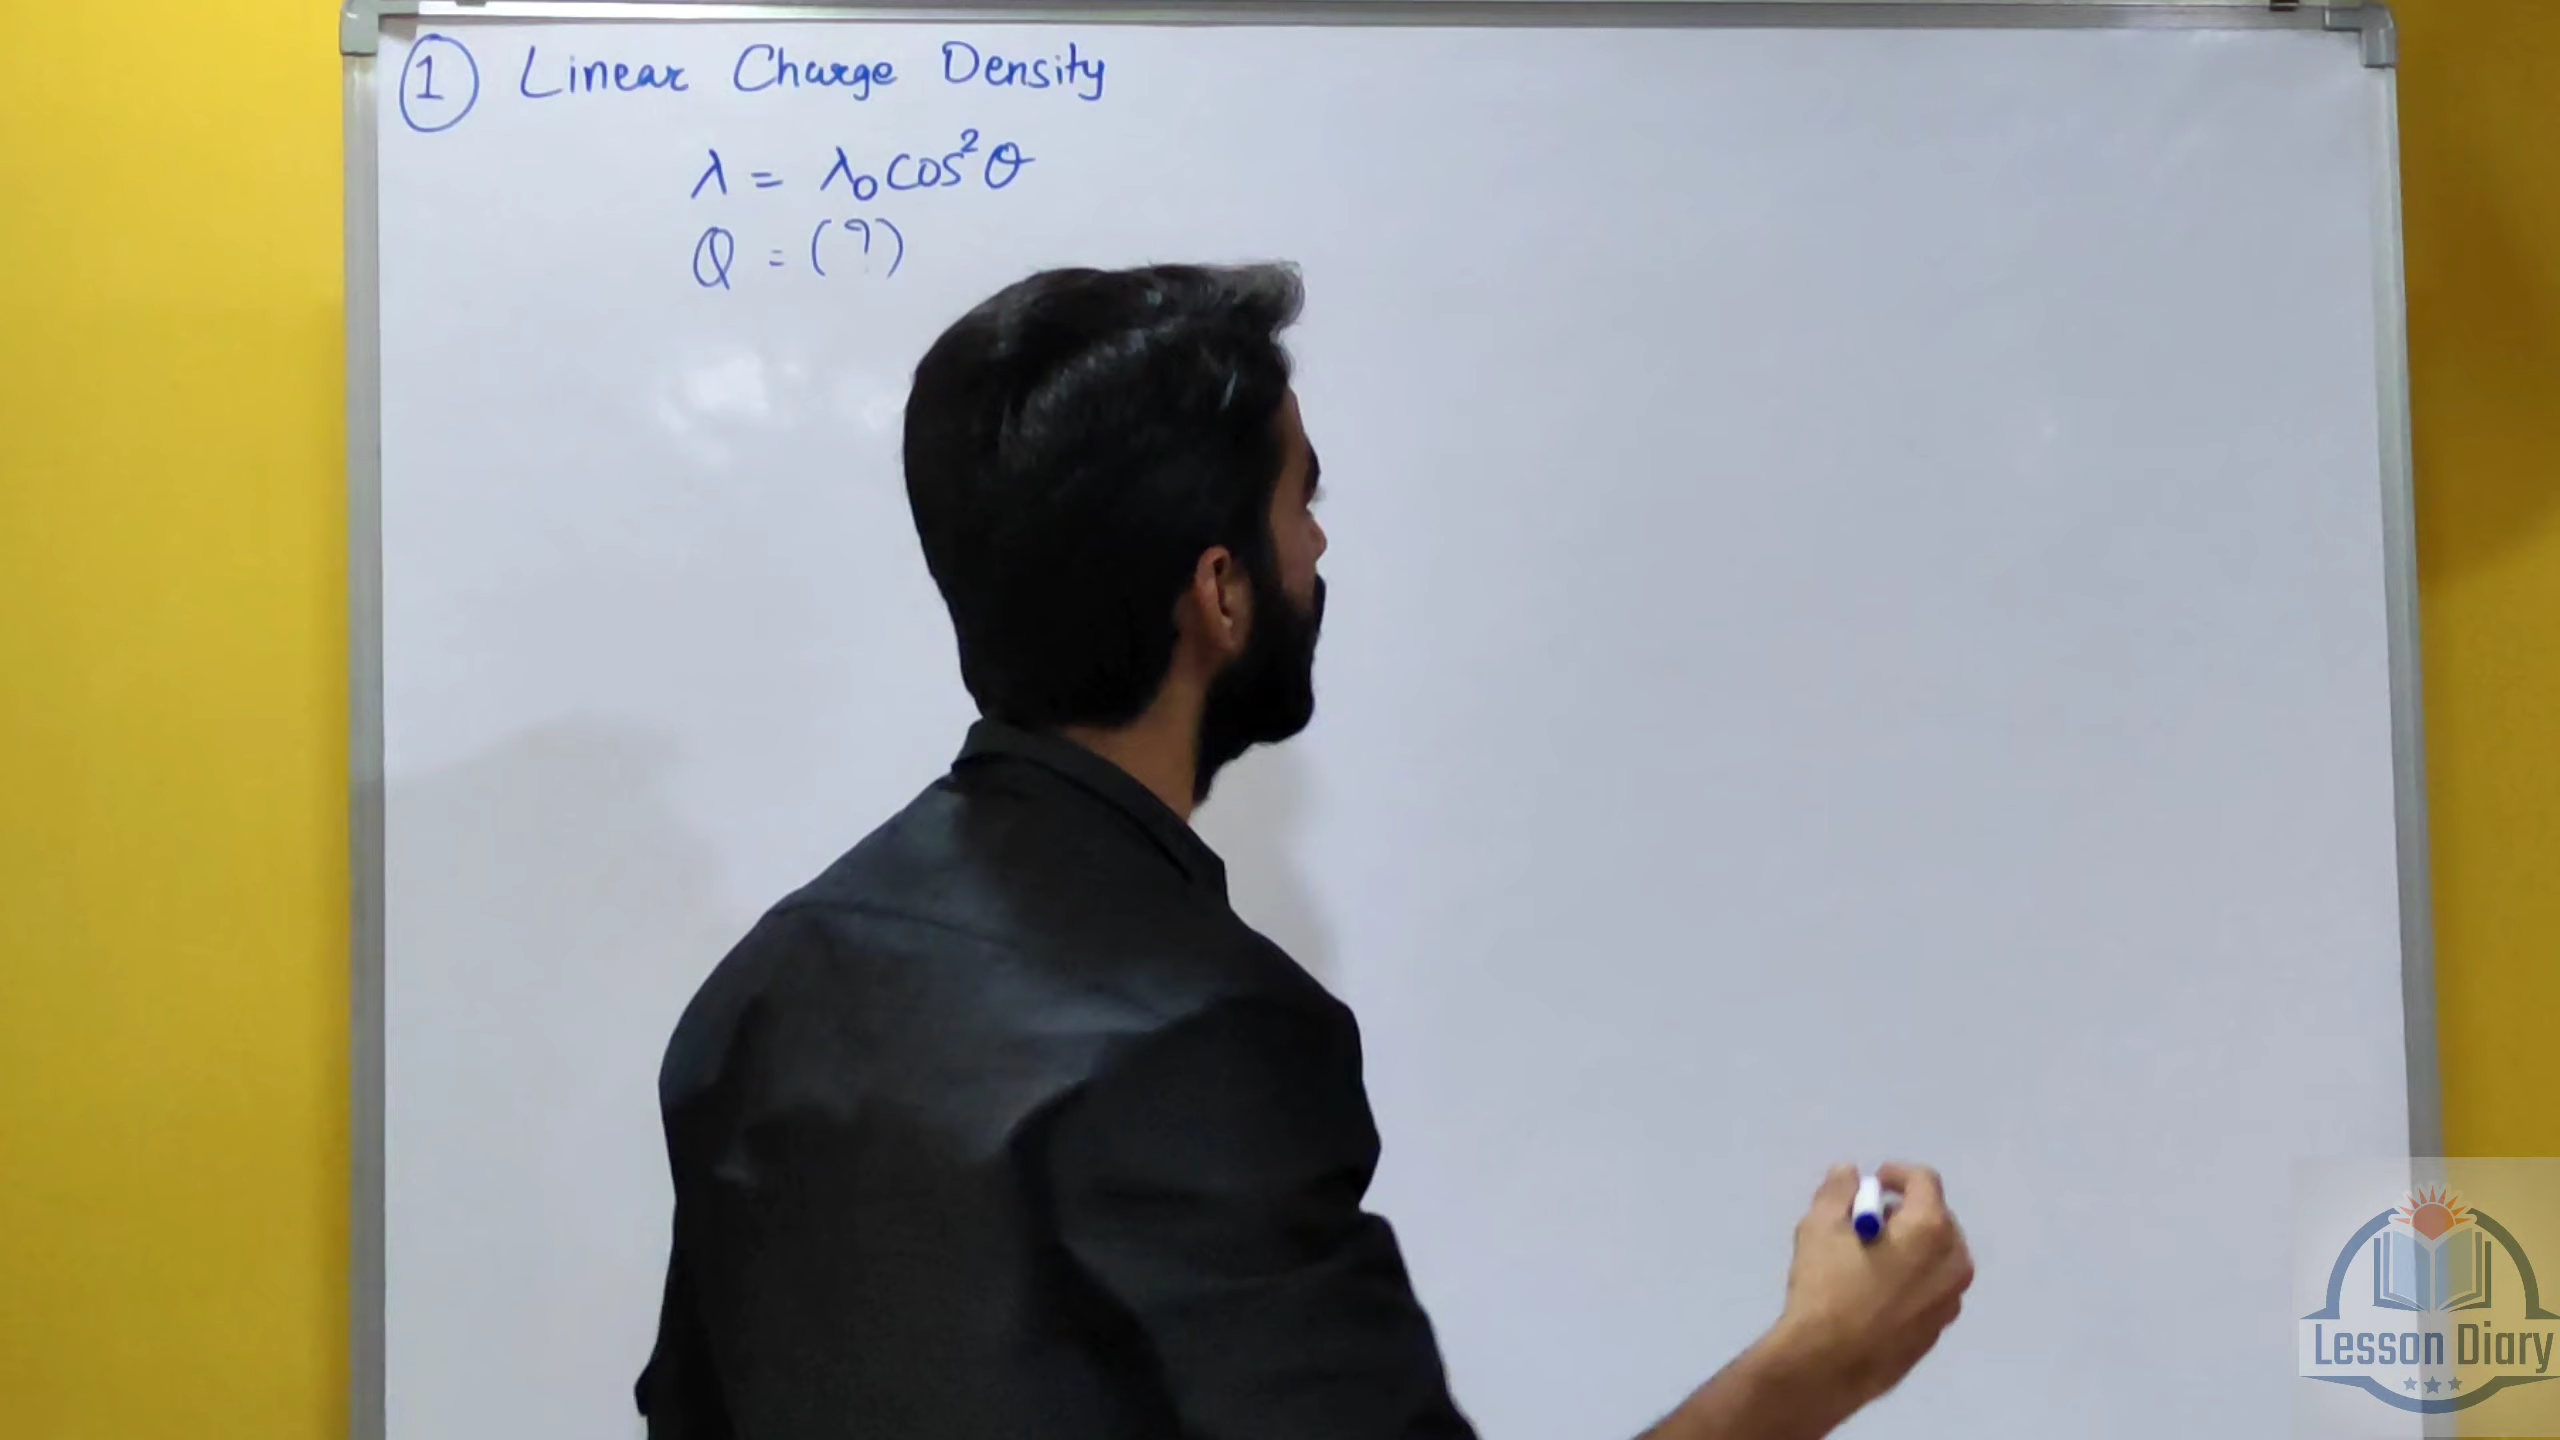 ① Linear Charge Density
λ = λ₀ cos²θ
Q = (?)
Lesson Diary